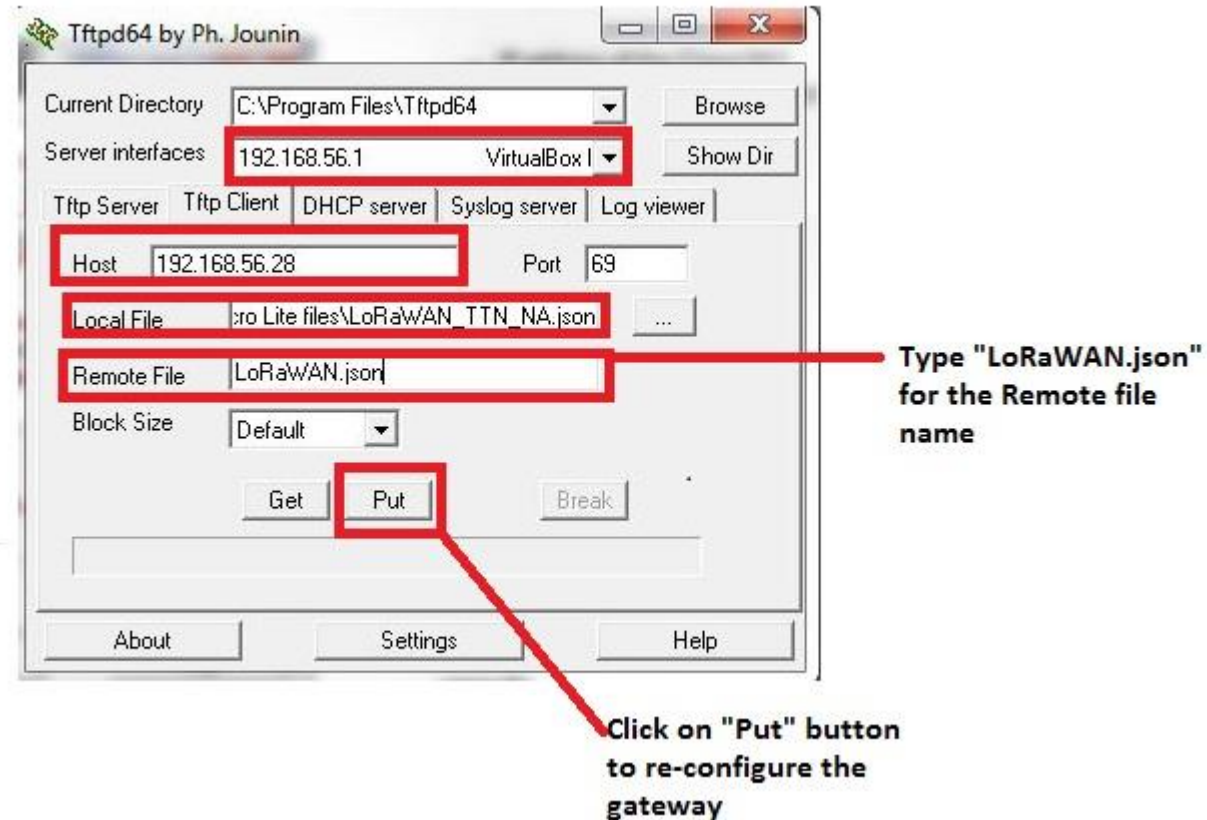 Tftpd64 by Ph. Jounin
Current Directory C:\Program Files\Tftpd64 Browse
Server interfaces 192.168.56.1 VirtualBox Show Dir
Tftp Server Tftp Client DHCP server Syslog server Log viewer
Host 192.168.56.28 Port 69
Local File Lite files\LoRaWAN_TTN_NA.json ...
Remote File LoRaWAN.json
Block Size Default
Get Put Break
About Settings Help
Type "LoRaWAN.json"
for the Remote file
name
Click on "Put" button
to re-configure the
gateway